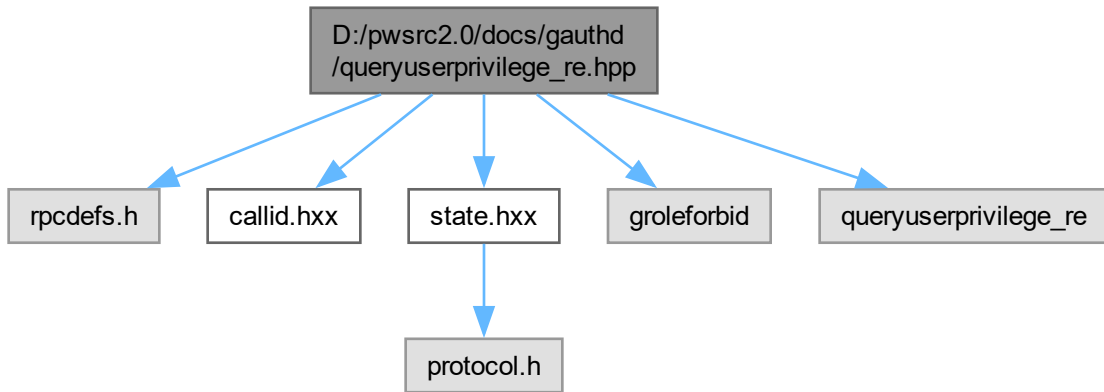 D:/pwsrc2.0/docs/gauthd
/queryuserprivilege_re.hpp
rpcdefs.h
callid.hxx
state.hxx
groleforbid
queryuserprivilege_re
protocol.h